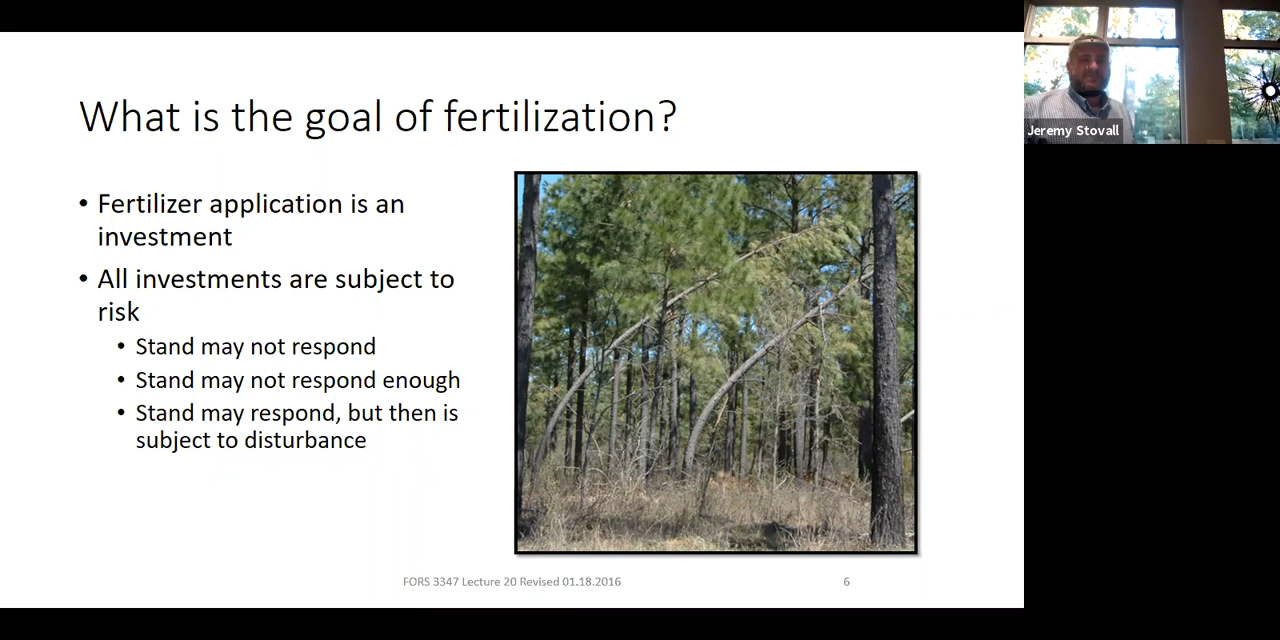 What is the goal of fertilization?
• Fertilizer application is an
investment
• All investments are subject to
risk
• Stand may not respond
• Stand may not respond enough
• Stand may respond, but then is
subject to disturbance
FORS 3347 Lecture 20 Revised 01.18.2016
6
Jeremy Stovall